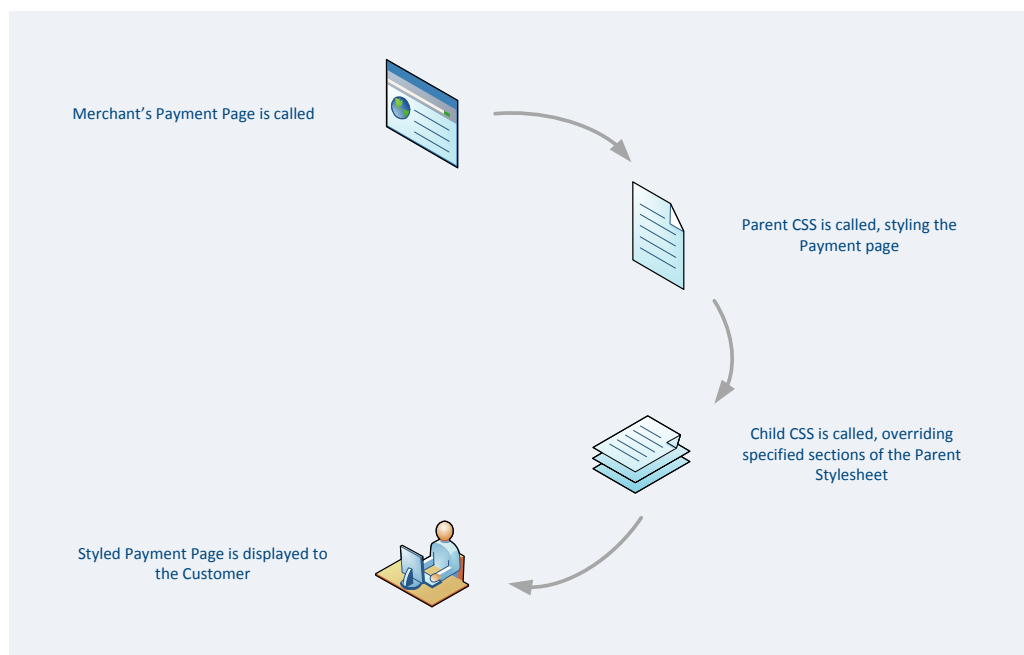 Merchant's Payment Page is called
Parent CSS is called, styling the
Payment page
Child CSS is called, overriding
specified sections of the Parent
Stylesheet
Styled Payment Page is displayed to
the Customer